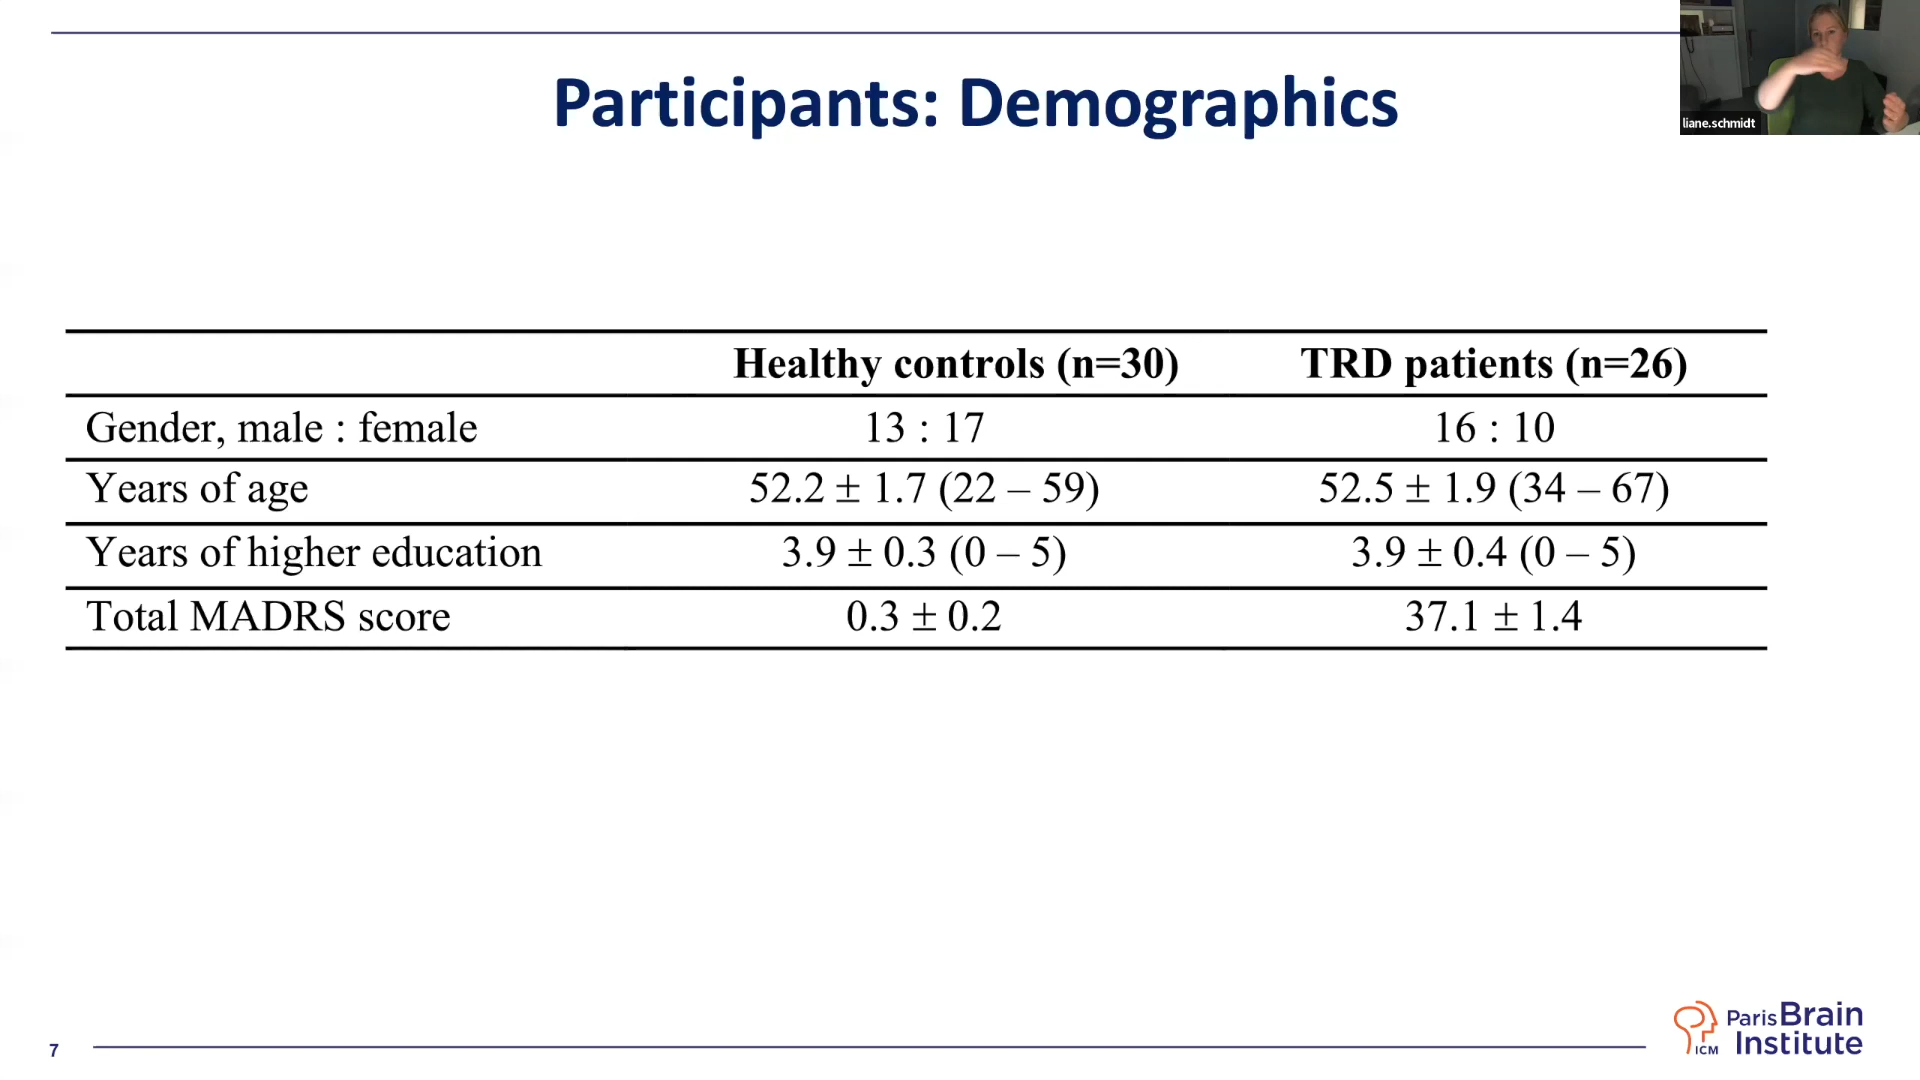 Participants: Demographics
liane.schmidt
Healthy controls (n=30) TRD patients (n=26)
Gender, male : female 13 : 17 16 : 10
Years of age 52.2 ± 1.7 (22 – 59) 52.5 ± 1.9 (34 – 67)
Years of higher education 3.9 ± 0.3 (0 – 5) 3.9 ± 0.4 (0 – 5)
Total MADRS score 0.3 ± 0.2 37.1 ± 1.4
7
ICM
Paris Brain
Institute